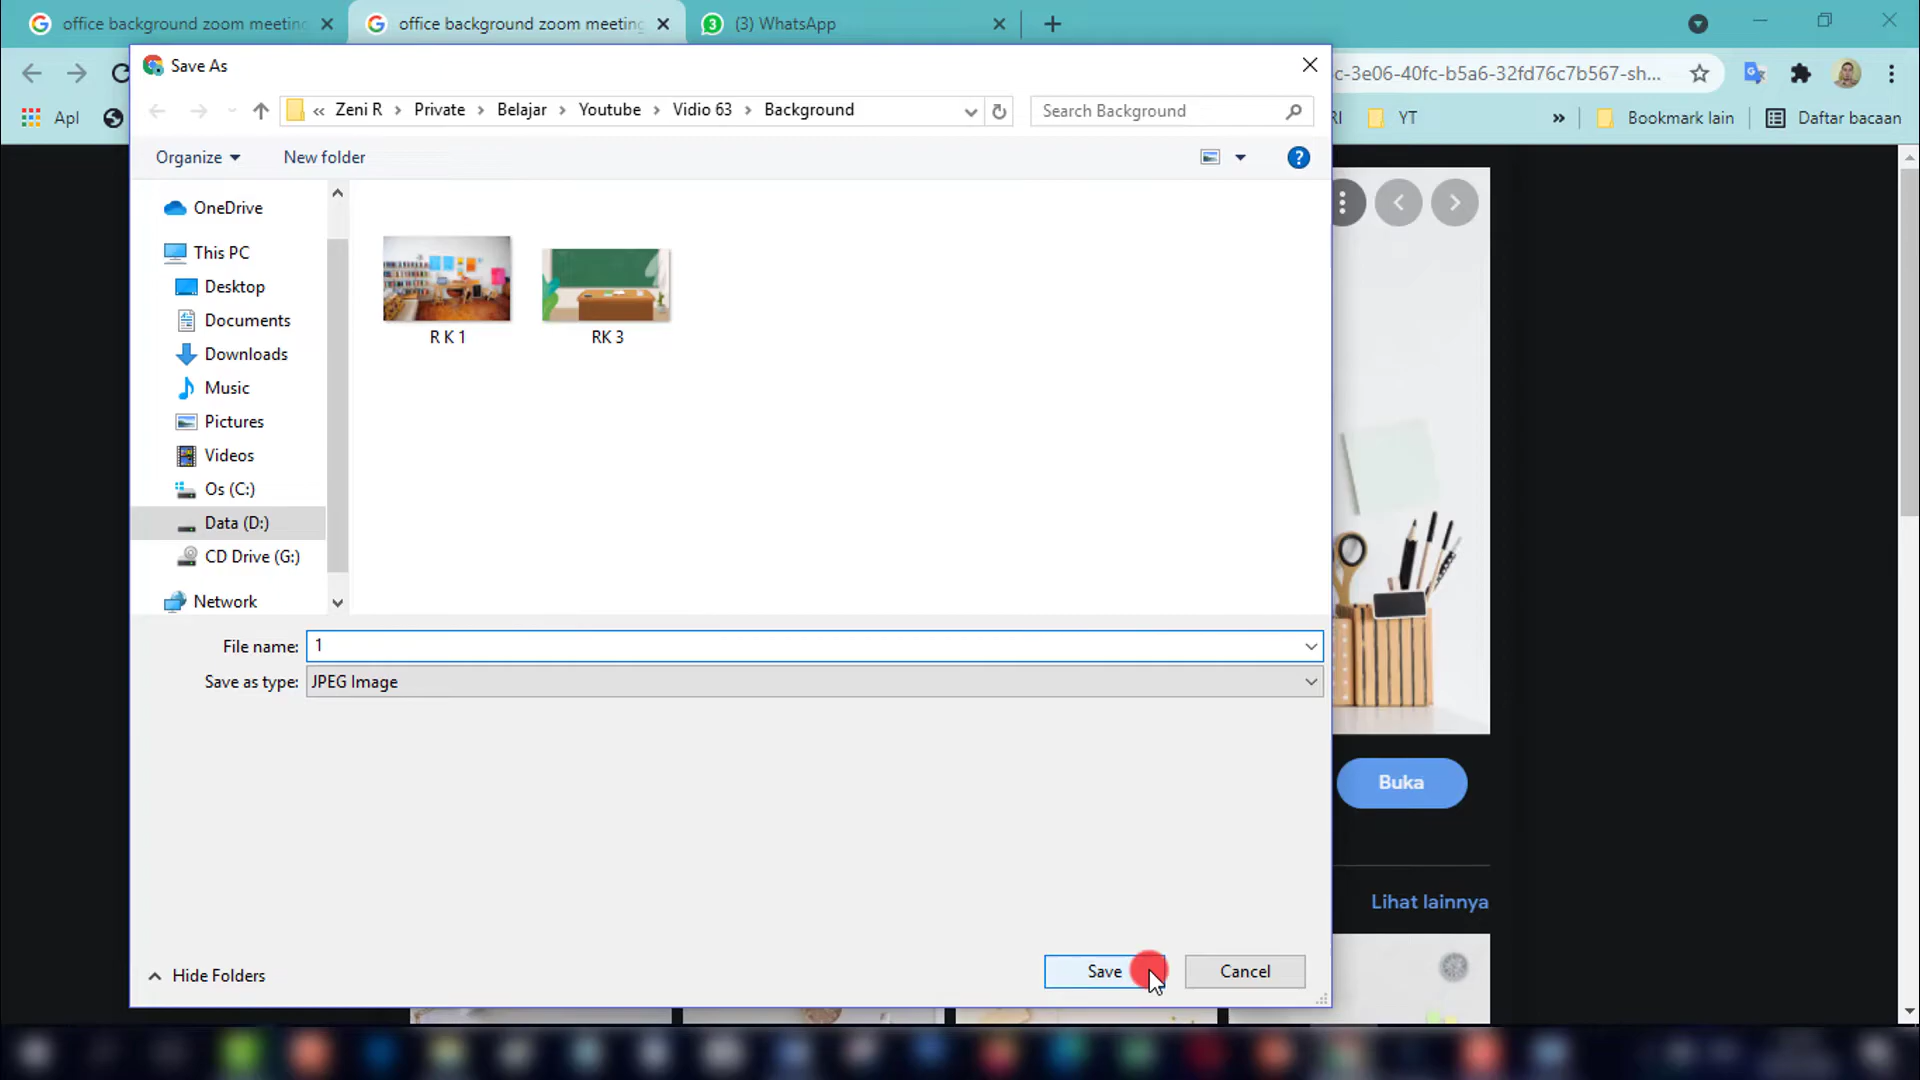 office background zoom meeting
office background zoom meeting
(3) WhatsApp
Save As
c-3e06-40fc-b5a6-32fd76c7b567-sh...
Apl
« Zeni R > Private > Belajar > Youtube > Vidio 63 > Background
Search Background
RI
YT
»
Bookmark lain
Daftar bacaan
Organize
New folder
OneDrive
This PC
Desktop
Documents
Downloads
Music
Pictures
Videos
Os (C:)
Data (D:)
CD Drive (G:)
Network
R K 1
RK 3
File name: 1
Save as type: JPEG Image
Buka
Lihat lainnya
Hide Folders
Save
Cancel